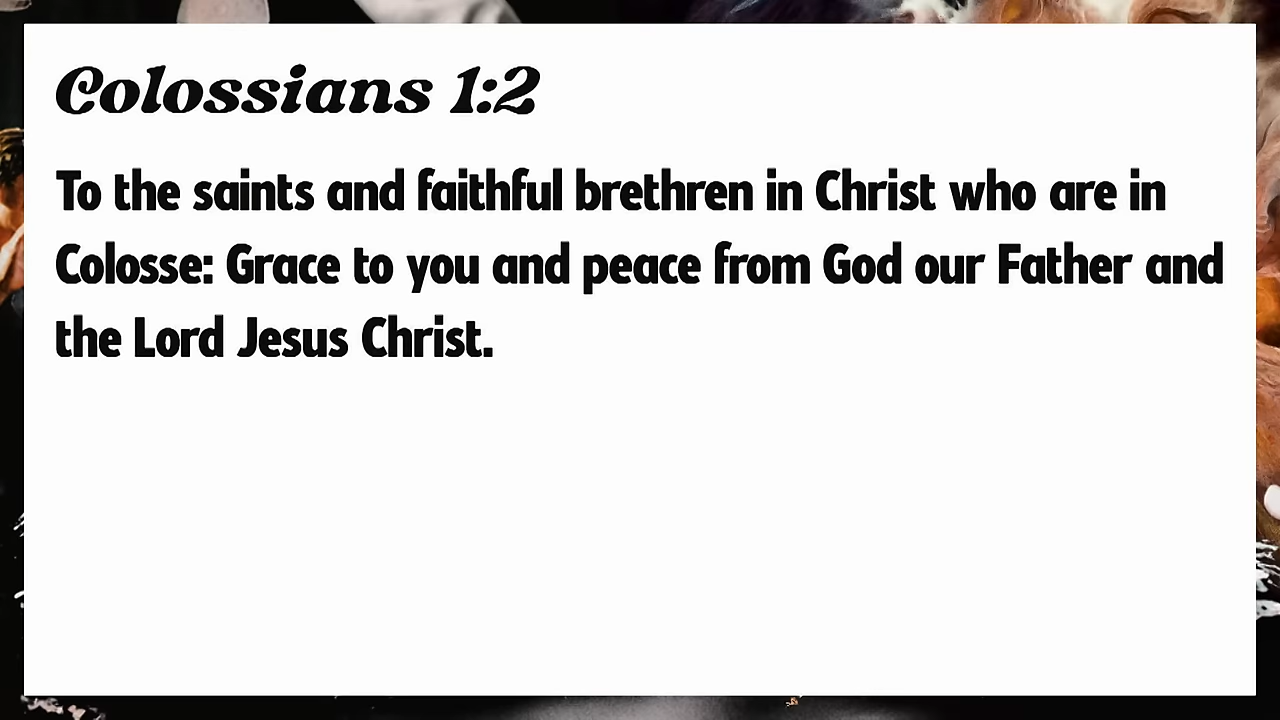 Colossians 1:2
To the saints and faithful brethren in Christ who are in
Colosse: Grace to you and peace from God our Father and
the Lord Jesus Christ.